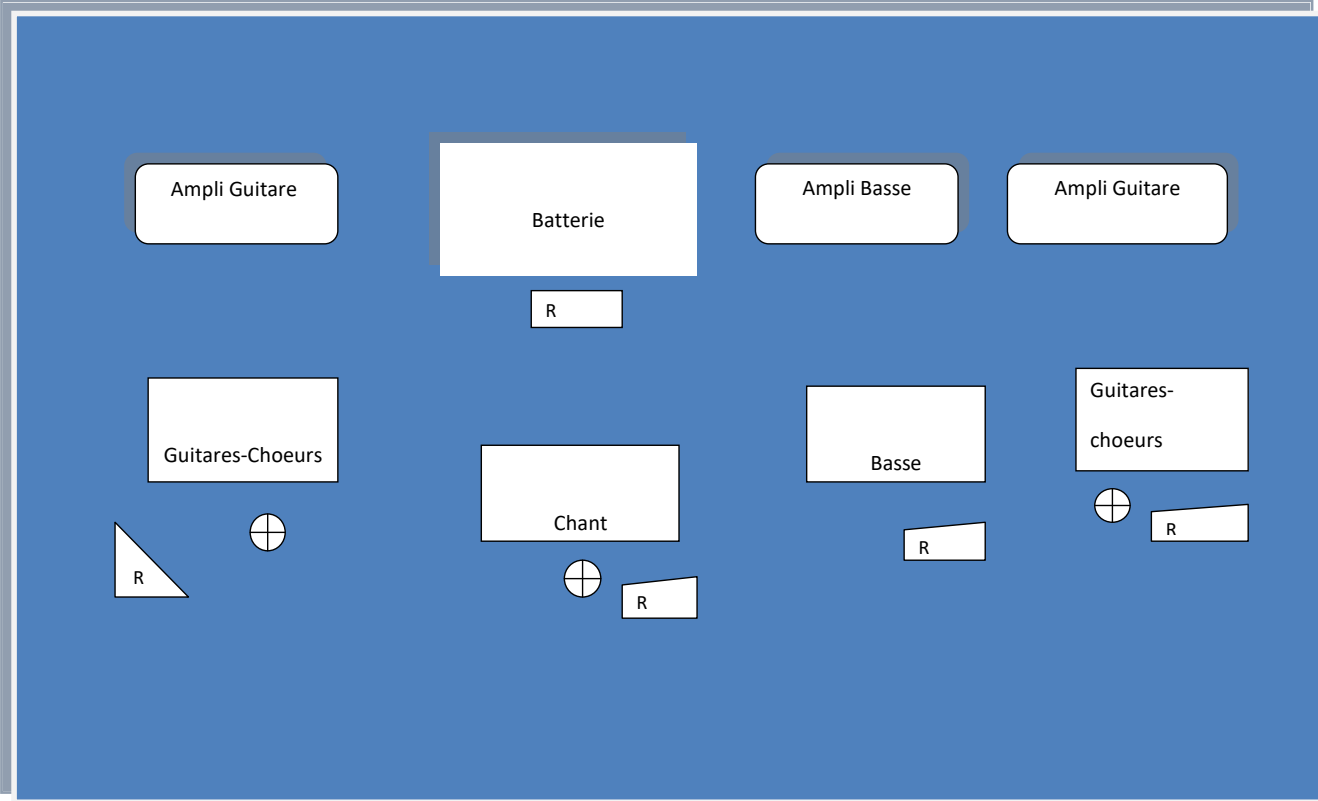 Ampli Guitare
Batterie
Ampli Basse
Ampli Guitare
R
Guitares-Choeurs
Chant
Basse
Guitares-
choeurs
R
R
R
R